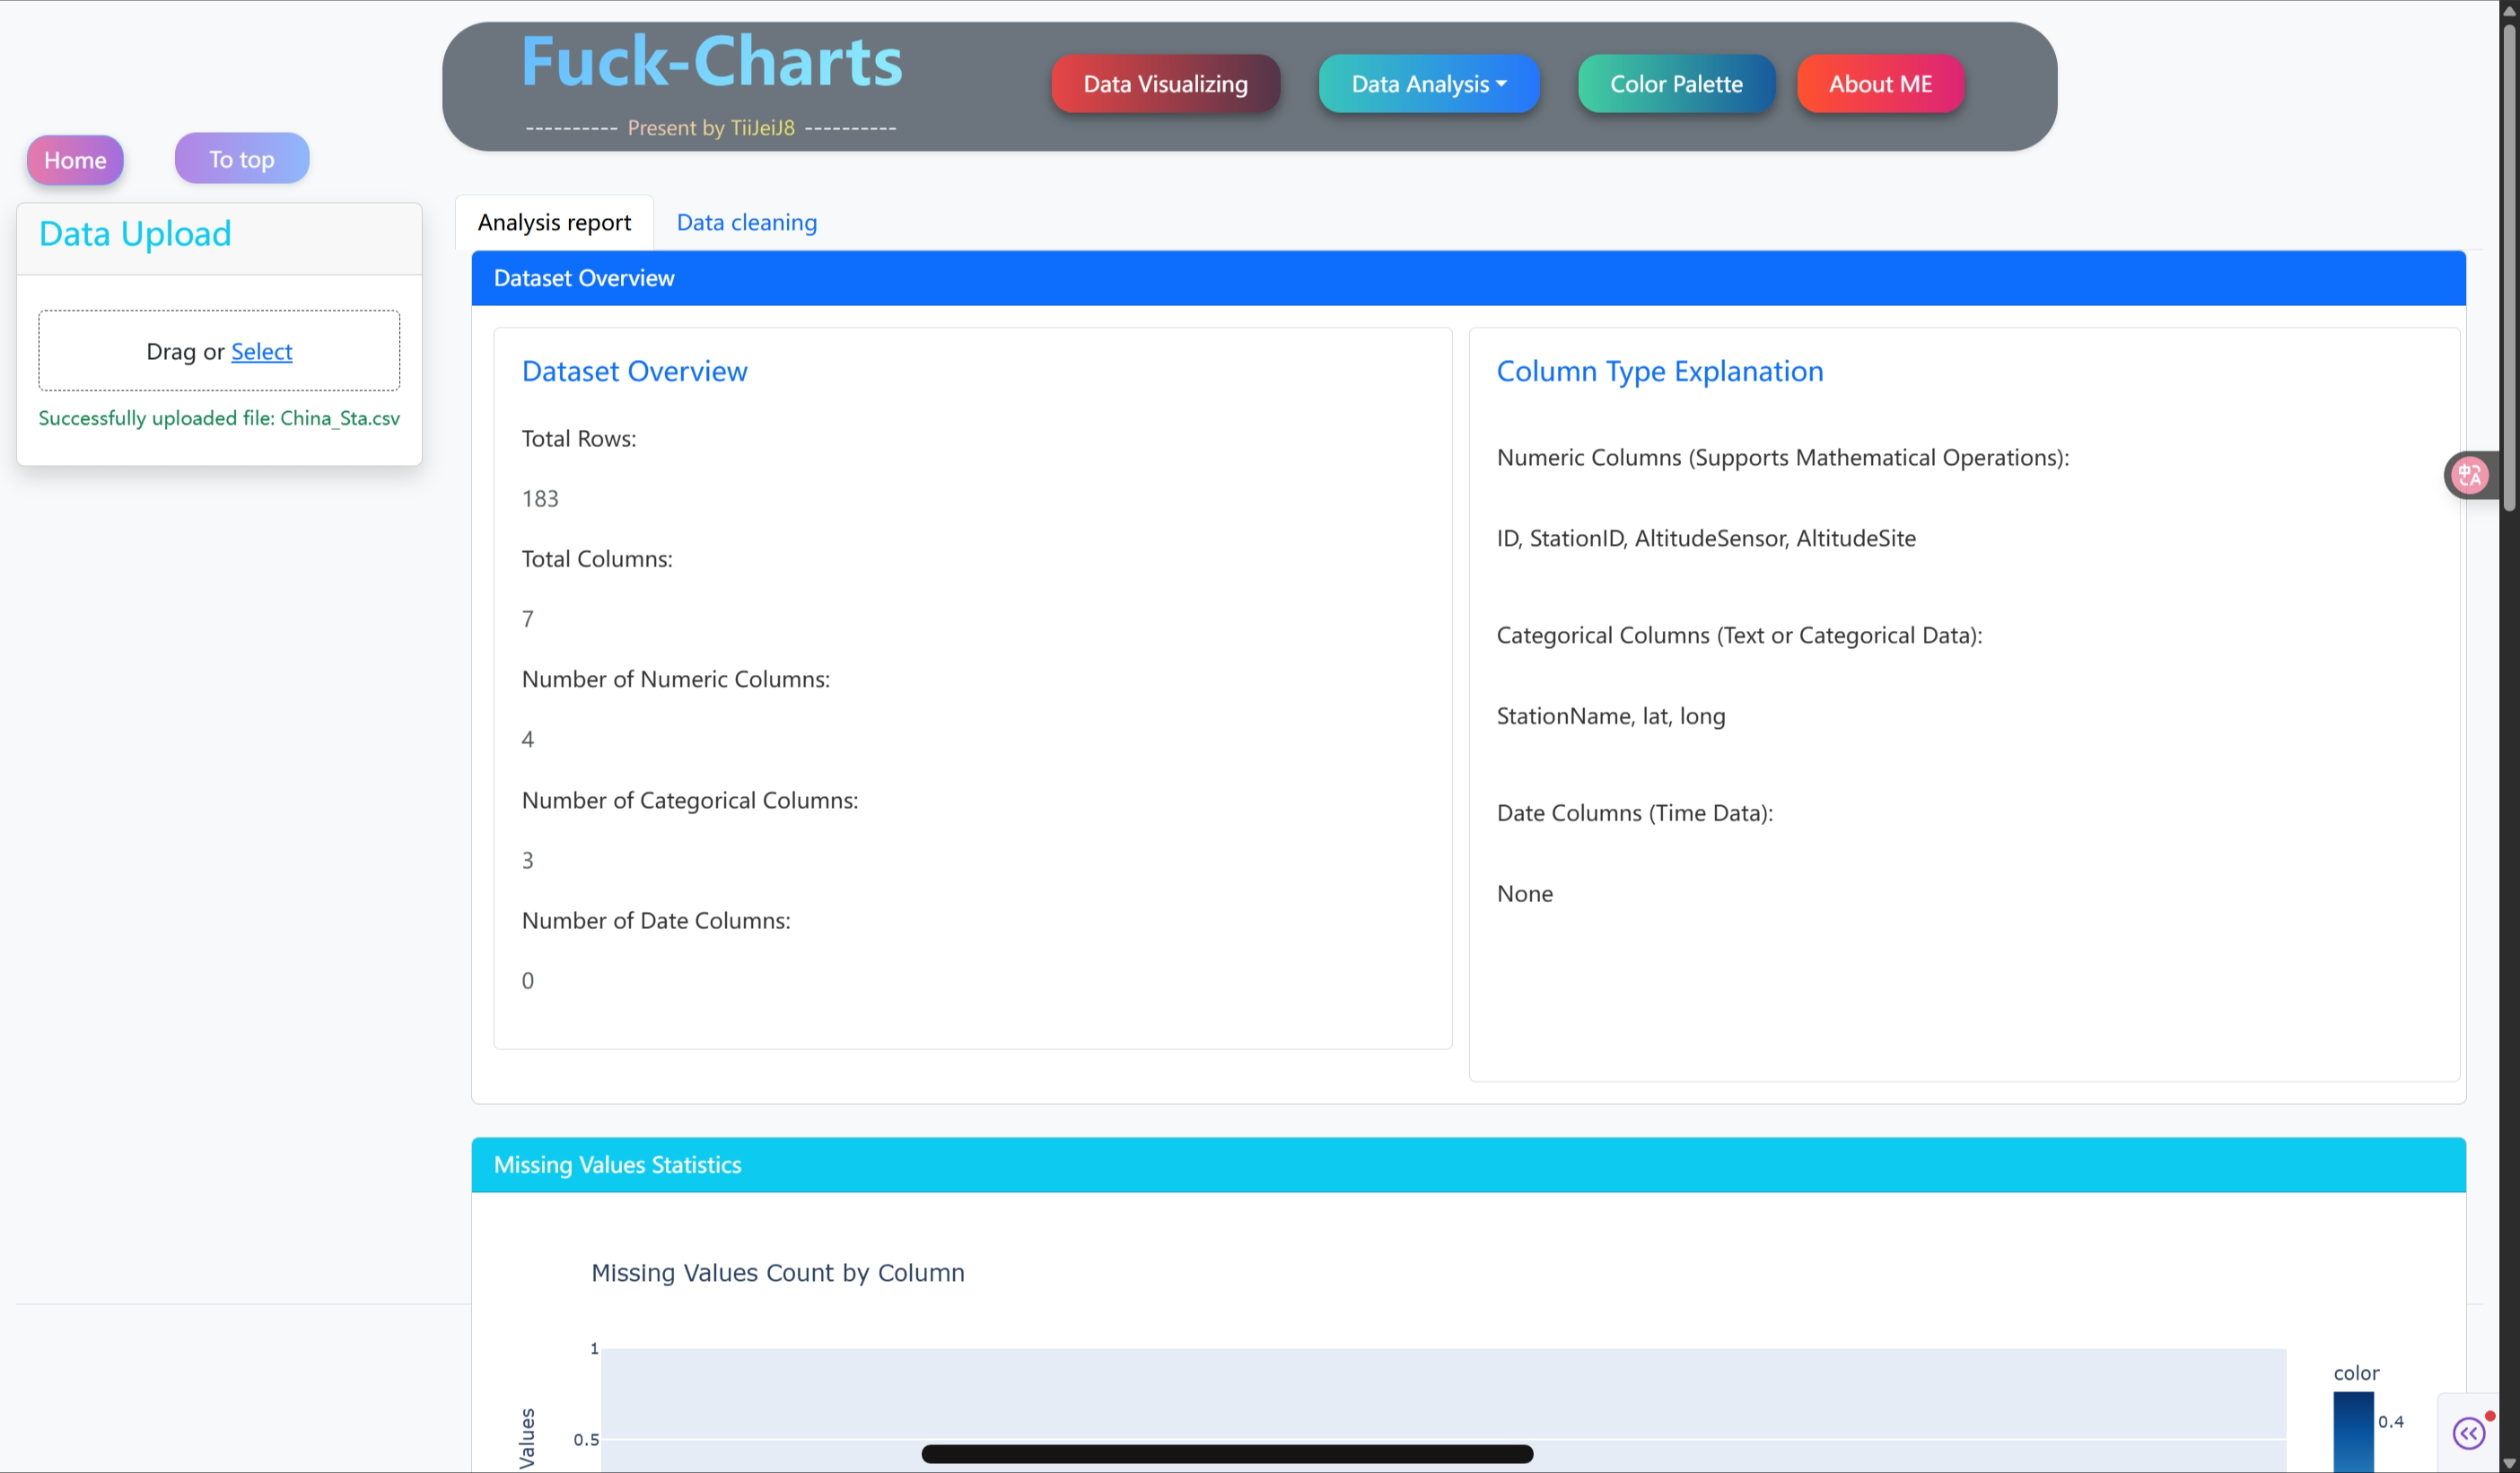 Fuck-Charts
---------- Present by TiiJeiJ8 ----------
Data Visualizing
Data Analysis
Color Palette
About ME
Home
To top
Data Upload
Drag or Select
Successfully uploaded file: China_Sta.csv
Analysis report
Data cleaning
Dataset Overview
Dataset Overview
Total Rows:
183
Total Columns:
7
Number of Numeric Columns:
4
Number of Categorical Columns:
3
Number of Date Columns:
0
Column Type Explanation
Numeric Columns (Supports Mathematical Operations):
ID, StationID, AltitudeSensor, AltitudeSite
Categorical Columns (Text or Categorical Data):
StationName, lat, long
Date Columns (Time Data):
None
中
A
Missing Values Statistics
Missing Values Count by Column
1
0.5
Values
color
0.4